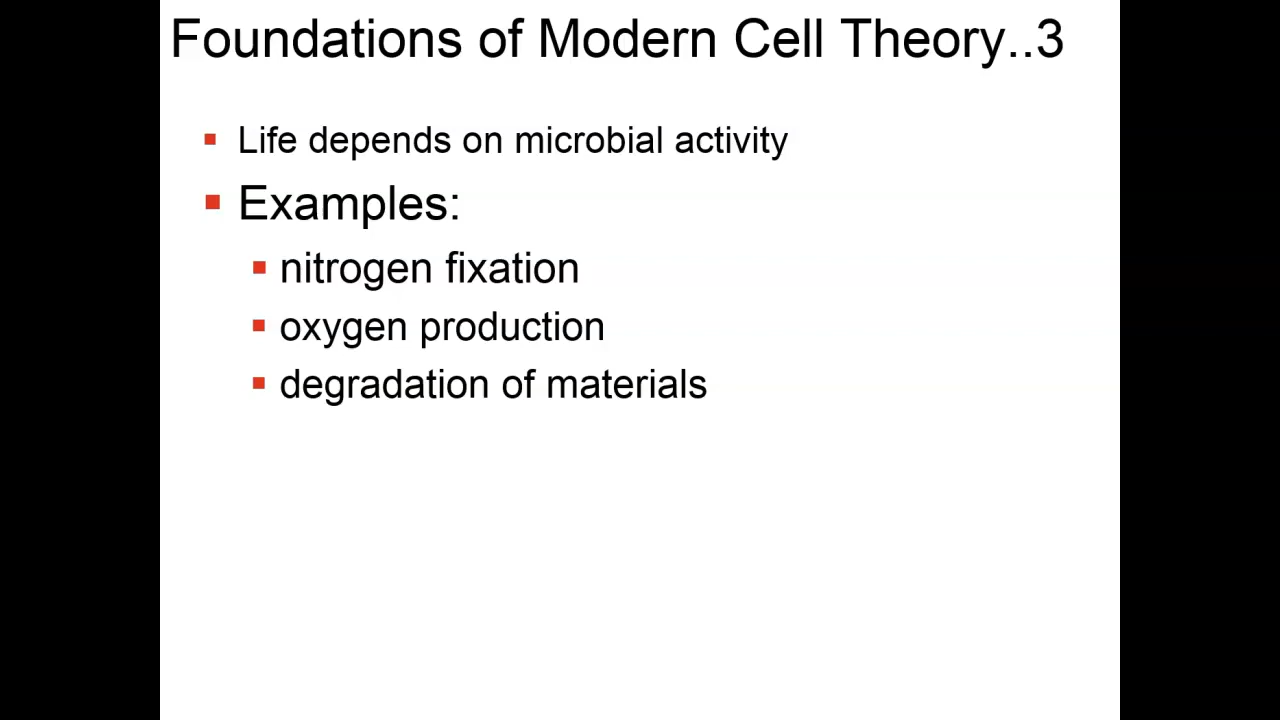 Foundations of Modern Cell Theory..3
Life depends on microbial activity
Examples:
nitrogen fixation
oxygen production
degradation of materials